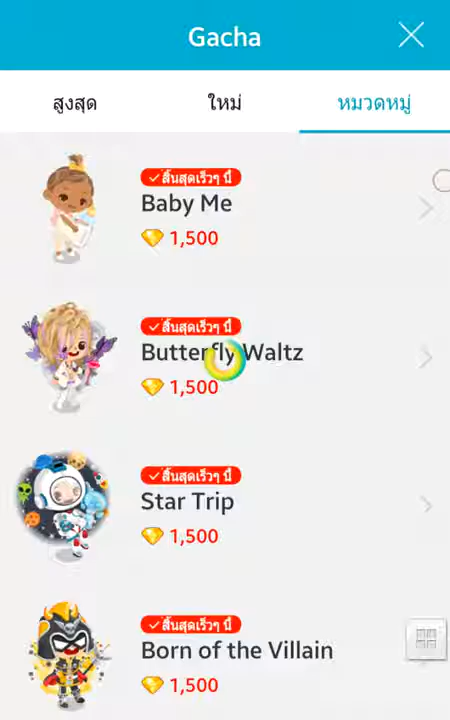 Gacha
สูงสุด
ใหม่
หมวดหมู่
สิ้นสุดเร็วๆ นี้
Baby Me
1,500
สิ้นสุดเร็วๆ นี้
Butterfly Waltz
1,500
สิ้นสุดเร็วๆ นี้
Star Trip
1,500
สิ้นสุดเร็วๆ นี้
Born of the Villain
1,500